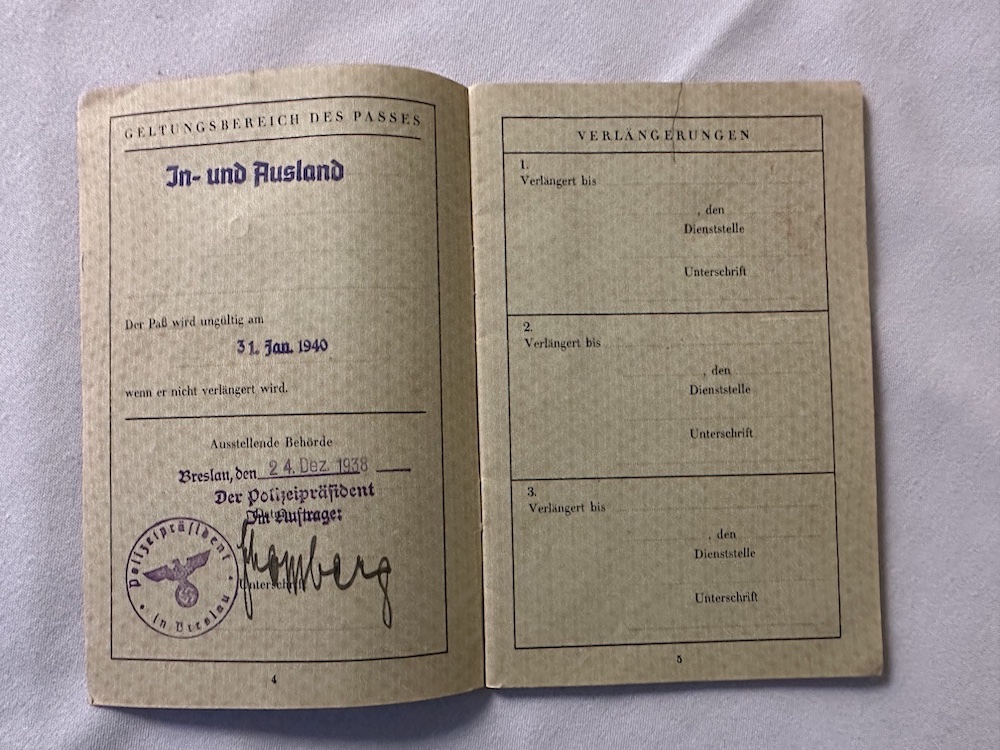 GELTUNGSBEREICH DES PASSES
In- und Ausland
Der Paß wird ungültig am
31. Jan. 1940
wenn er nicht verlängert wird.
Ausstellende Behörde
Breslau, den 24. Dez. 1938
Der Polizeipräsident
Im Auftrage:
Unterschrift
Polizeipräsident
in Breslau
4
VERLÄNGERUNGEN
1.
Verlängert bis
, den
Dienststelle
Unterschrift
2.
Verlängert bis
, den
Dienststelle
Unterschrift
3.
Verlängert bis
, den
Dienststelle
Unterschrift
5